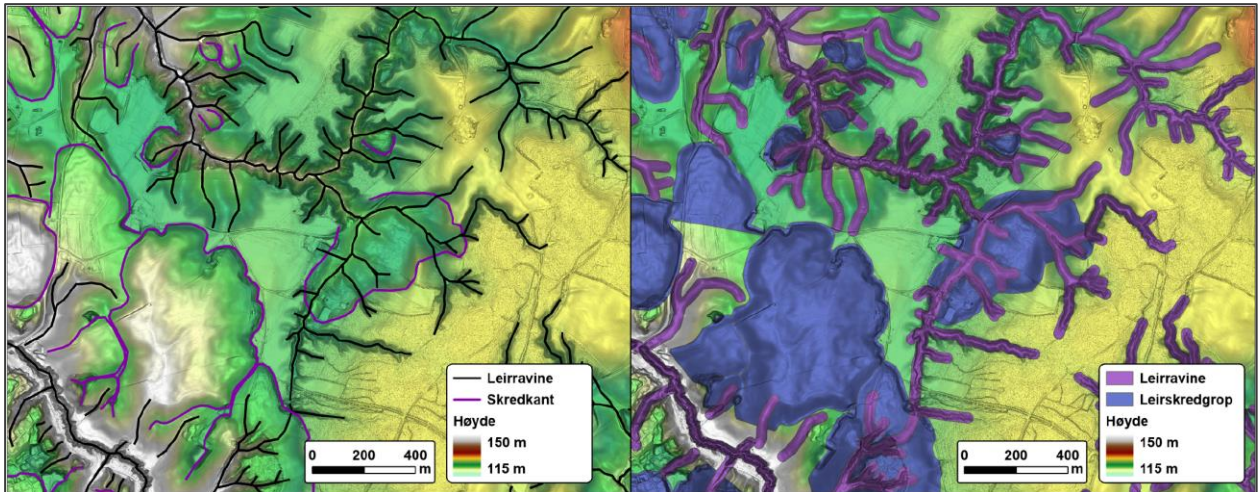 Leirravine
Skredkant
Høyde
150 m
115 m
0 200 400
m
Leirravine
Leirskredgrop
Høyde
150 m
115 m
0 200 400
m